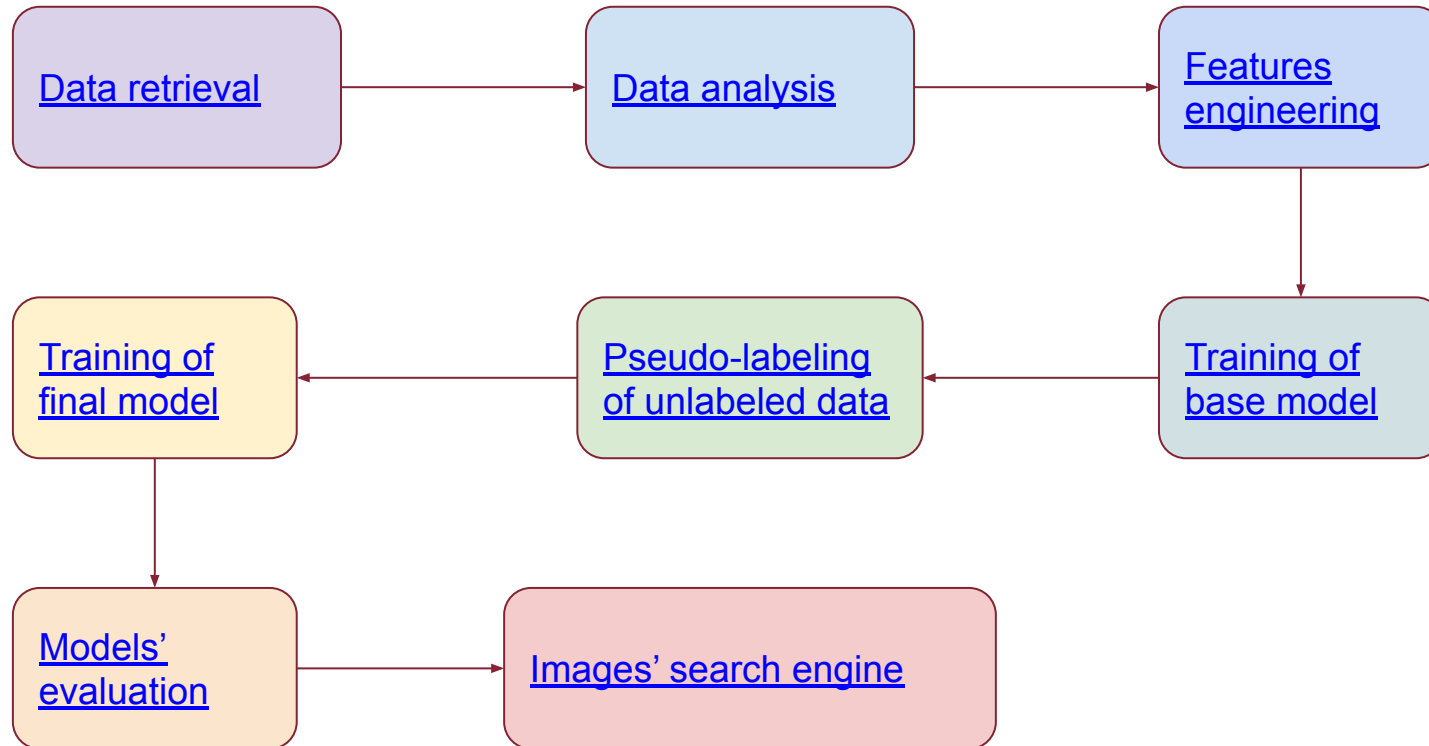 Data retrieval
Data analysis
Features
engineering
Training of
base model
Pseudo-labeling
of unlabeled data
Training of
final model
Models’
evaluation
Images’ search engine